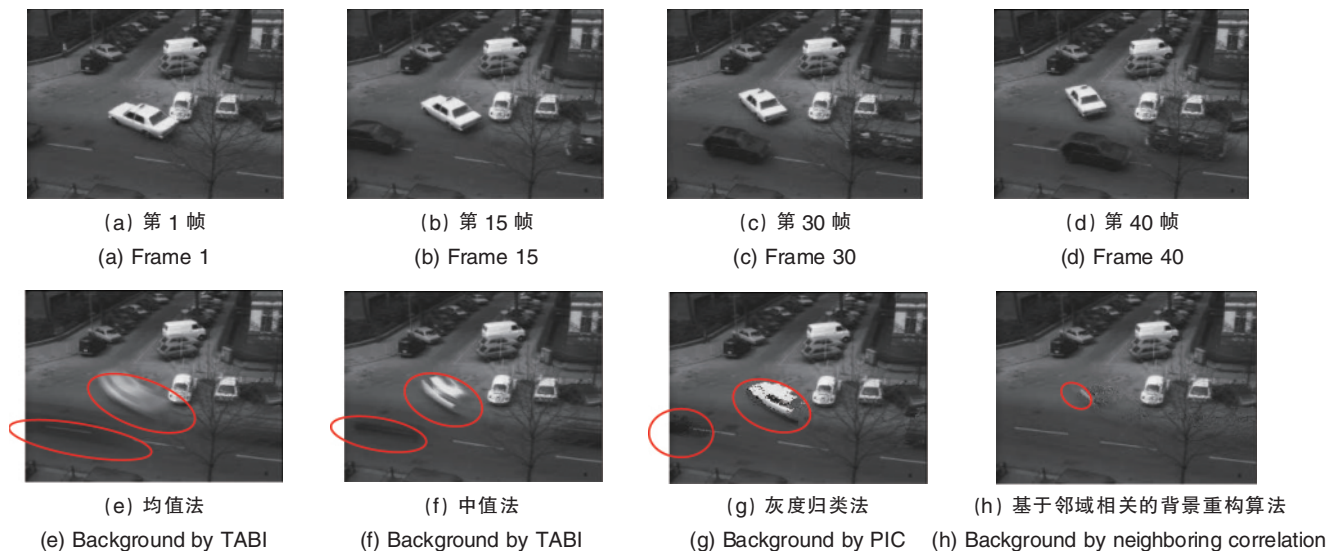 (a) 第 1 帧
(b) 第 15 帧
(c) 第 30 帧
(d) 第 40 帧
(a) Frame 1
(b) Frame 15
(c) Frame 30
(d) Frame 40
(e) 均值法
(f) 中值法
(g) 灰度归类法
(h) 基于邻域相关的背景重构算法
(e) Background by TABI
(f) Background by TABI
(g) Background by PIC
(h) Background by neighboring correlation